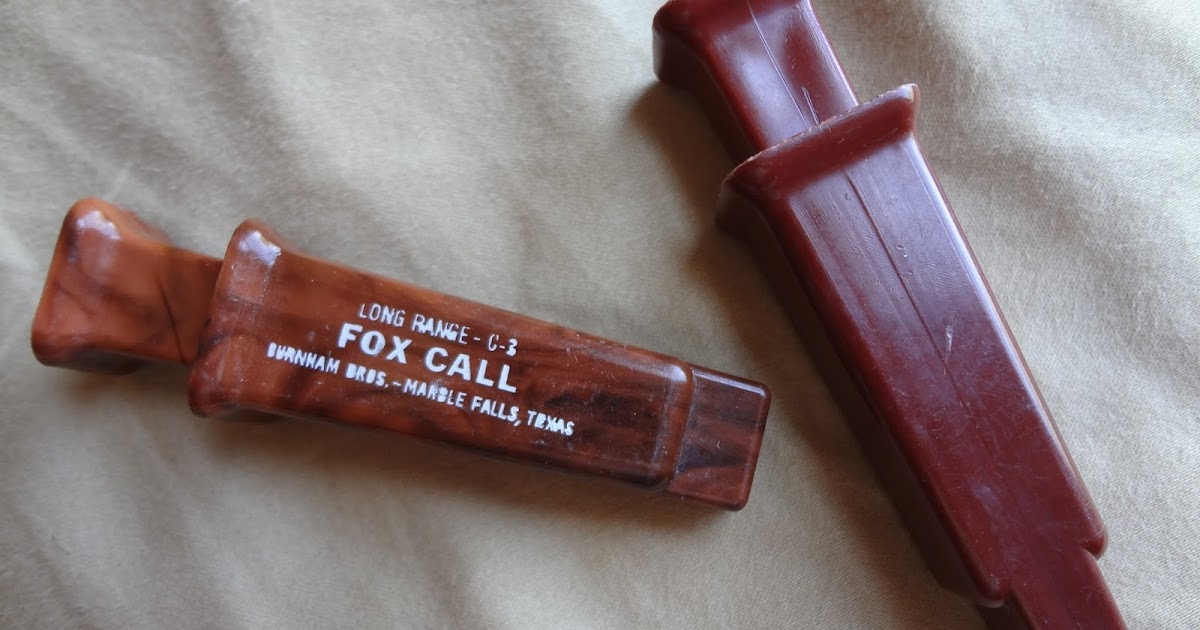 LONG RANGE - C-3
FOX CALL
BURNHAM BROS. - MARBLE FALLS, TEXAS